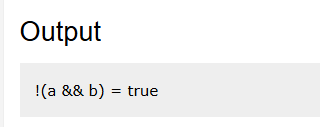 Output
!(a && b) = true